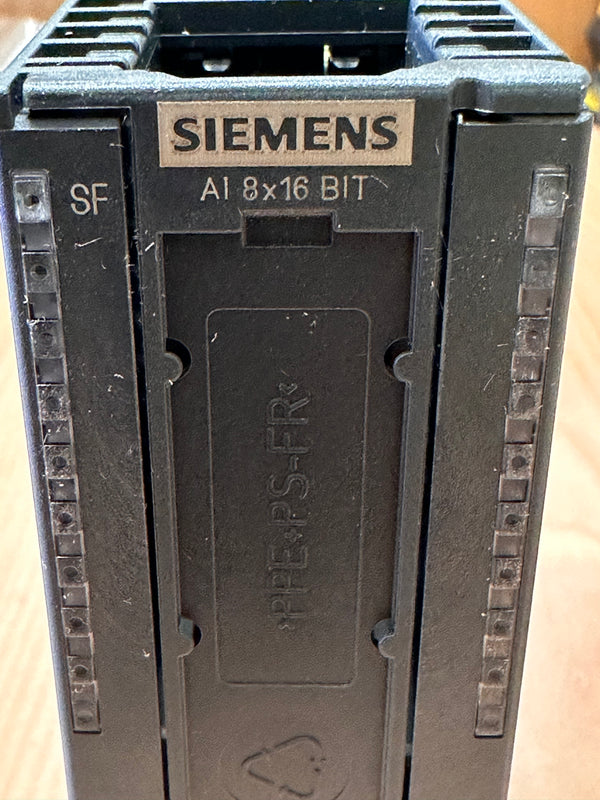 SIEMENS
AI 8x16 BIT
SF
>PPE+PS-FR<